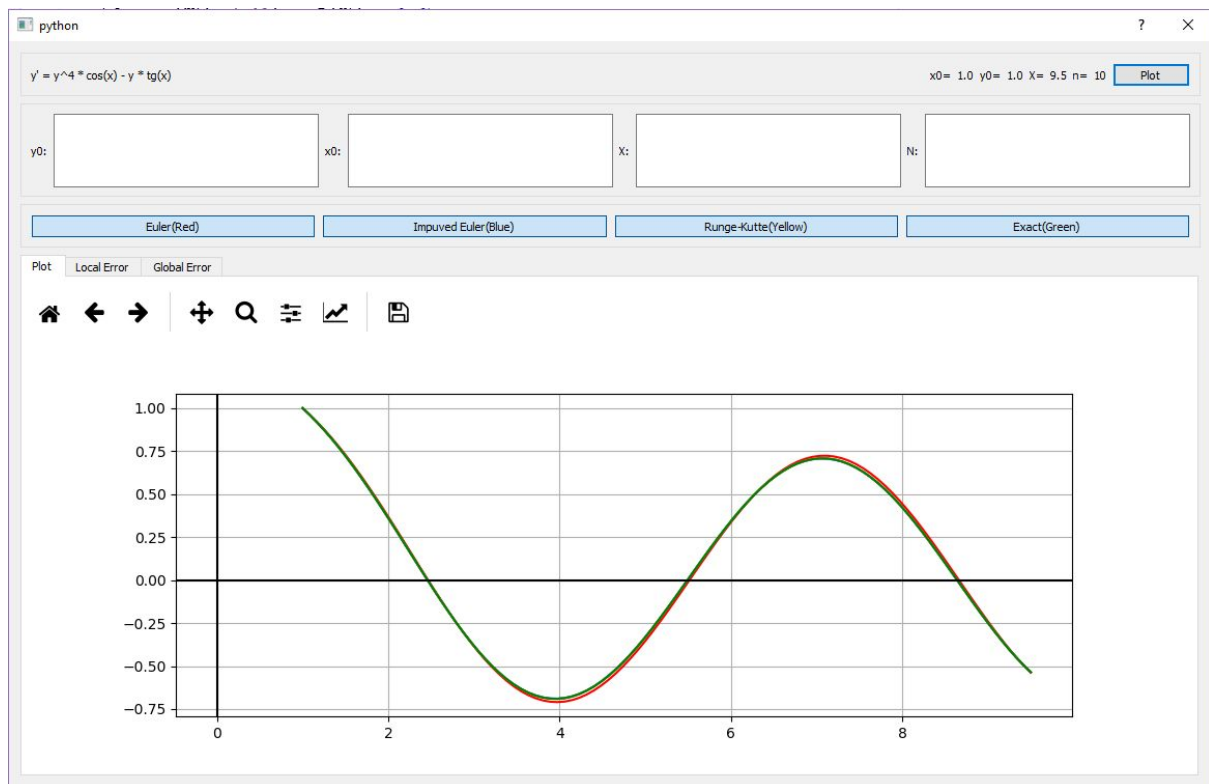 python
?
y' = y^4 * cos(x) - y * tg(x)
x0= 1.0 y0= 1.0 X= 9.5 n= 10 Plot
y0: x0: X: N:
Euler(Red) Impuved Euler(Blue) Runge-Kutte(Yellow) Exact(Green)
Plot Local Error Global Error
1.00
0.75
0.50
0.25
0.00
−0.25
−0.50
−0.75
0 2 4 6 8